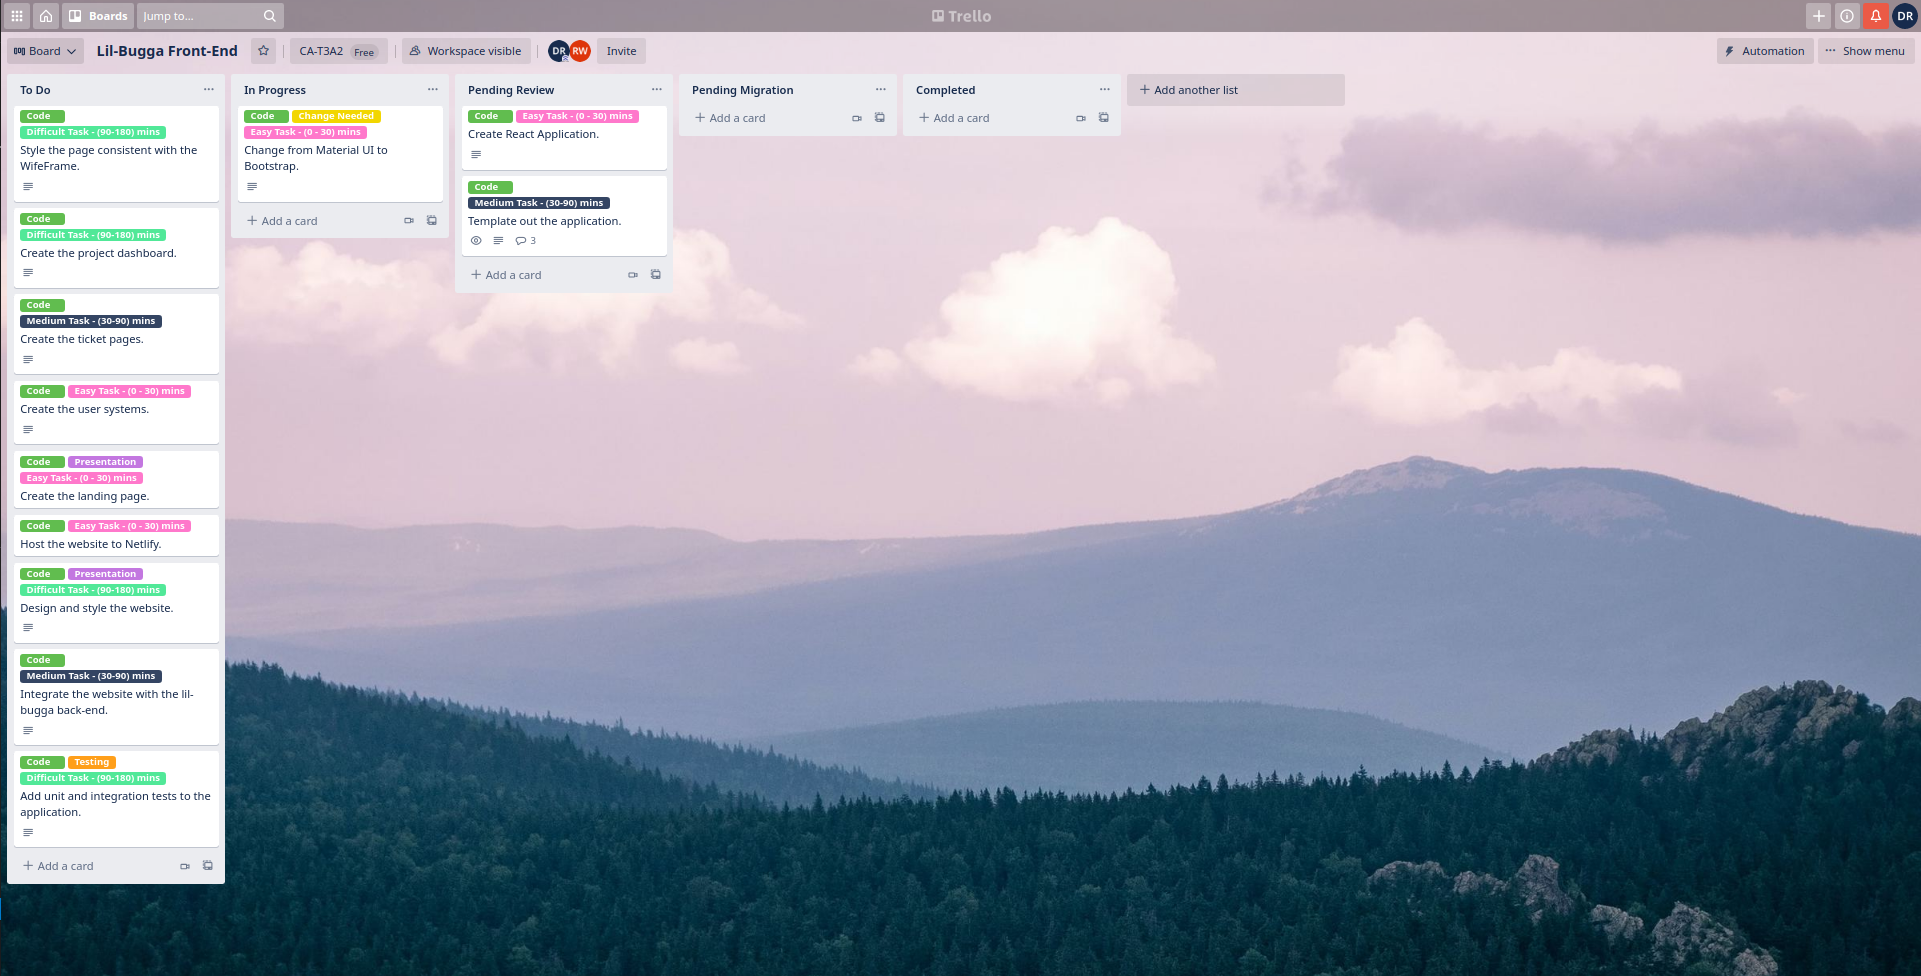 Boards
Jump to...
Trello
DR
Board
Lil-Bugga Front-End
CA-T3A2 Free
Workspace visible
DR RW
Invite
Automation
Show menu
To Do
Code
Difficult Task - (90-180) mins
Style the page consistent with the
WifeFrame.
Code
Difficult Task - (90-180) mins
Create the project dashboard.
Code
Medium Task - (30-90) mins
Create the ticket pages.
Code Easy Task - (0 - 30) mins
Create the user systems.
Code Presentation
Easy Task - (0 - 30) mins
Create the landing page.
Code Easy Task - (0 - 30) mins
Host the website to Netlify.
Code Presentation
Difficult Task - (90-180) mins
Design and style the website.
Code
Medium Task - (30-90) mins
Integrate the website with the lil-
bugga back-end.
Code Testing
Difficult Task - (90-180) mins
Add unit and integration tests to the
application.
+ Add a card
In Progress
Code Change Needed
Easy Task - (0 - 30) mins
Change from Material UI to
Bootstrap.
+ Add a card
Pending Review
Code Easy Task - (0 - 30) mins
Create React Application.
Code
Medium Task - (30-90) mins
Template out the application.
3
+ Add a card
Pending Migration
+ Add a card
Completed
+ Add a card
+ Add another list